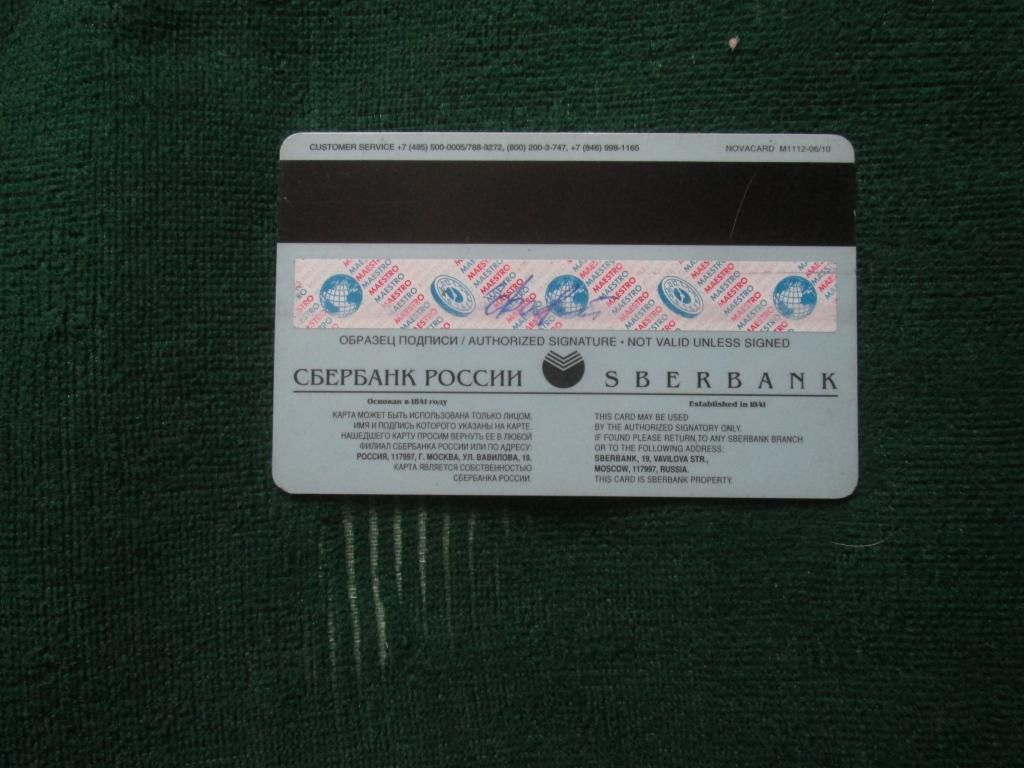 CUSTOMER SERVICE +7 (495) 500-0005/788-9272, (800) 200-3-747, +7 (846) 998-1165
NOVACARD M1112-06/10
MAESTRO MAESTRO MAESTRO MAESTRO MAESTRO
ОБРАЗЕЦ ПОДПИСИ / AUTHORIZED SIGNATURE • NOT VALID UNLESS SIGNED
СБЕРБАНК РОССИИ
Основан в 1841 году
КАРТА МОЖЕТ БЫТЬ ИСПОЛЬЗОВАНА ТОЛЬКО ЛИЦОМ,
ИМЯ И ПОДПИСЬ КОТОРОГО УКАЗАНЫ НА КАРТЕ.
НАШЕДШЕГО КАРТУ ПРОСИМ ВЕРНУТЬ ЕЕ В ЛЮБОЙ
ФИЛИАЛ СБЕРБАНКА РОССИИ ИЛИ ПО АДРЕСУ:
РОССИЯ, 117997, Г. МОСКВА, УЛ. ВАВИЛОВА, 19.
КАРТА ЯВЛЯЕТСЯ СОБСТВЕННОСТЬЮ
СБЕРБАНКА РОССИИ.
SBERBANK
Established in 1841
THIS CARD MAY BE USED
BY THE AUTHORIZED SIGNATORY ONLY.
IF FOUND PLEASE RETURN TO ANY SBERBANK BRANCH
OR TO THE FOLLOWING ADDRESS:
SBERBANK, 19, VAVILOVA STR.,
MOSCOW, 117997, RUSSIA.
THIS CARD IS SBERBANK PROPERTY.